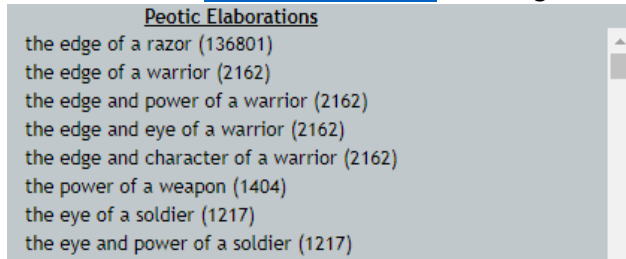 Peotic Elaborations
the edge of a razor (136801)
the edge of a warrior (2162)
the edge and power of a warrior (2162)
the edge and eye of a warrior (2162)
the edge and character of a warrior (2162)
the power of a weapon (1404)
the eye of a soldier (1217)
the eye and power of a soldier (1217)